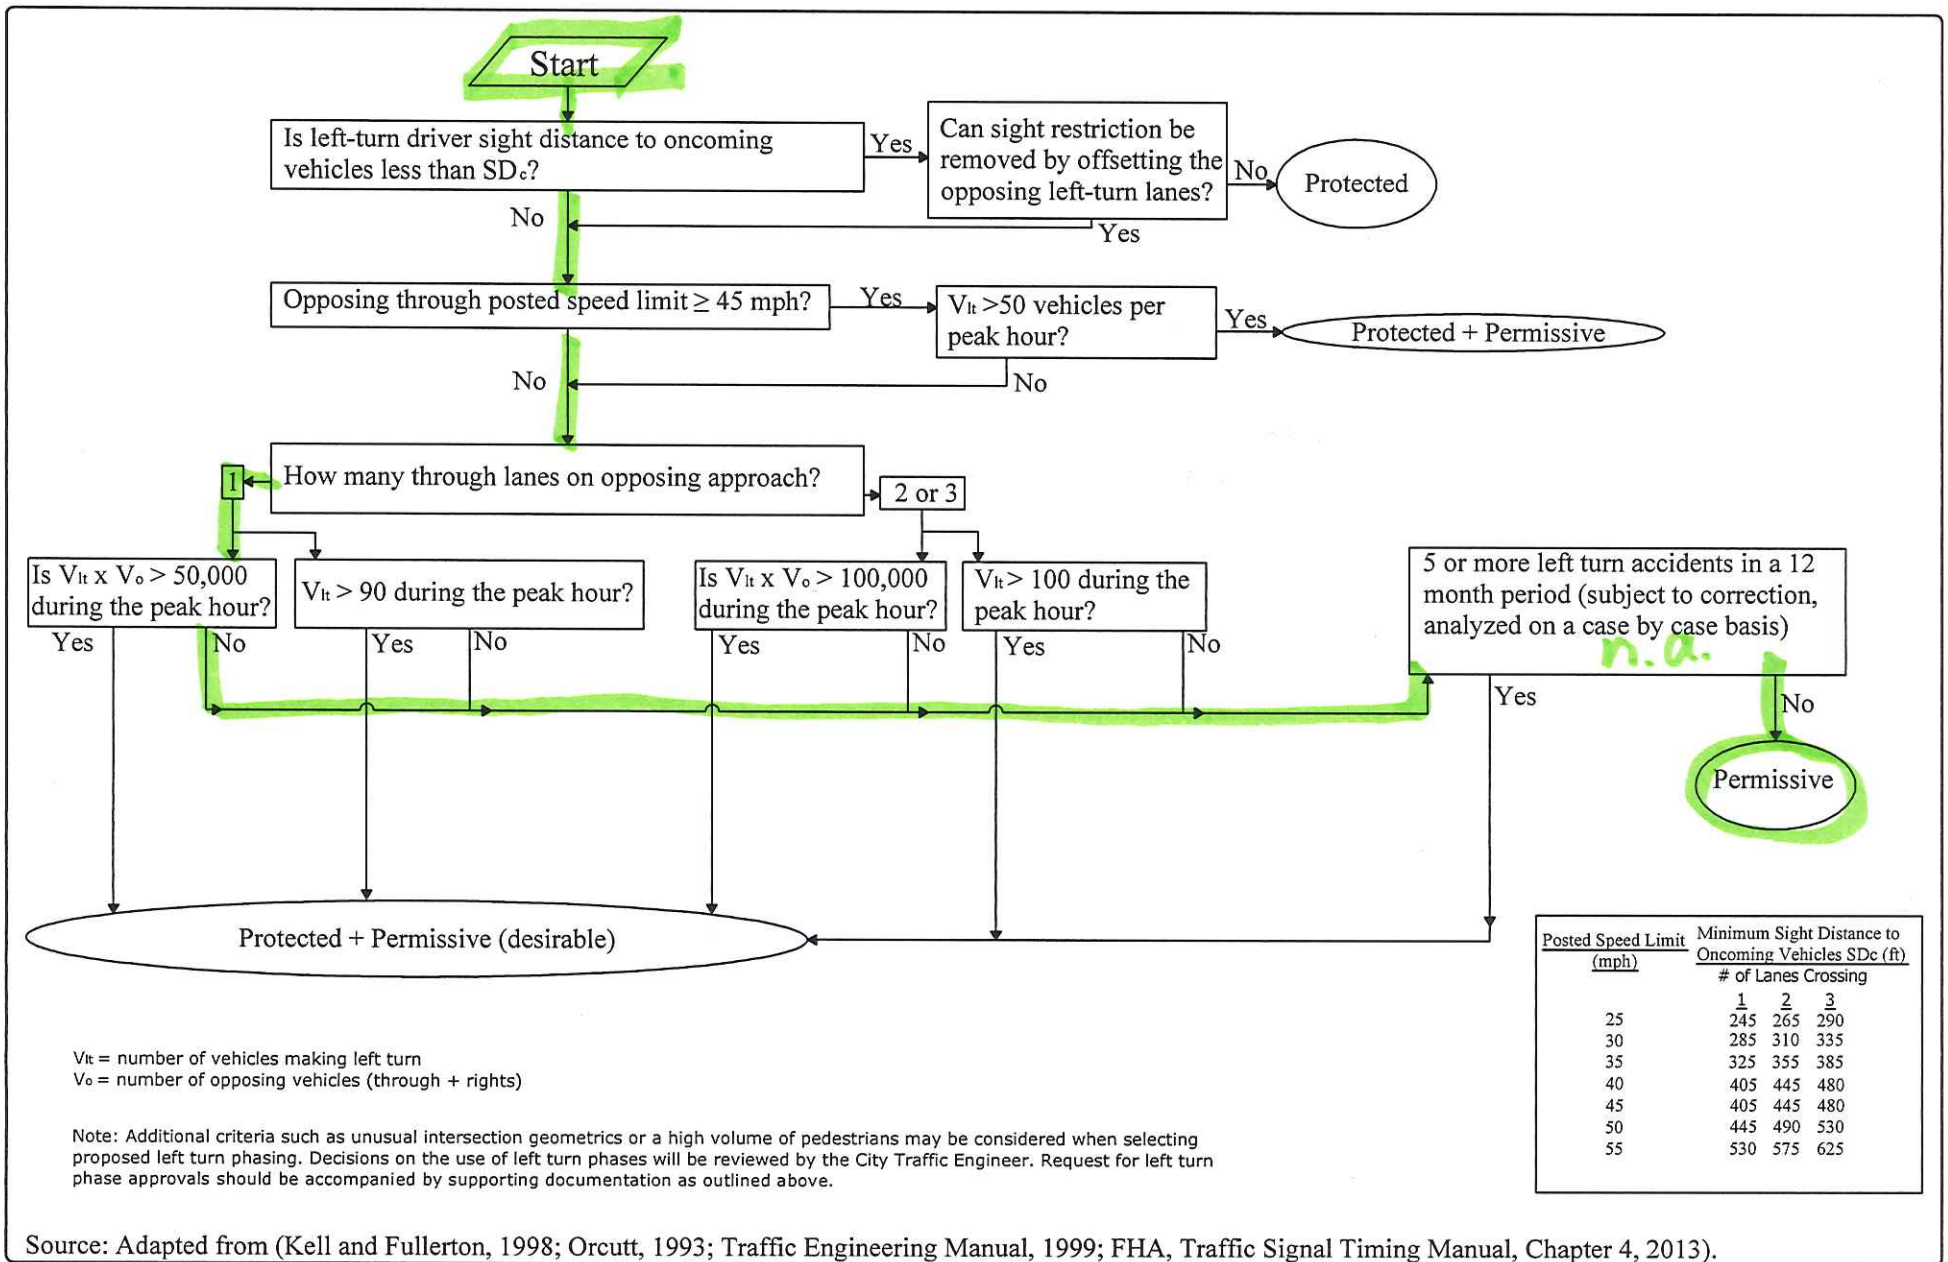 Start
Is left-turn driver sight distance to oncoming
vehicles less than SDc?
Yes
No
Can sight restriction be
removed by offsetting the
opposing left-turn lanes?
No
Yes
Protected
Opposing through posted speed limit ≥ 45 mph?
Yes
No
Vlt >50 vehicles per
peak hour?
Yes
No
Protected + Permissive
How many through lanes on opposing approach?
1
2 or 3
Is Vlt x Vo > 50,000
during the peak hour?
Yes
No
Vlt > 90 during the peak hour?
Yes
No
Is Vlt x Vo > 100,000
during the peak hour?
Yes
No
Vlt > 100 during the
peak hour?
Yes
No
5 or more left turn accidents in a 12
month period (subject to correction,
analyzed on a case by case basis)
n.a.
Yes
No
Permissive
Protected + Permissive (desirable)
Posted Speed Limit
(mph)
Minimum Sight Distance to
Oncoming Vehicles SDc (ft)
# of Lanes Crossing
1 2 3
25 245 265 290
30 285 310 335
35 325 355 385
40 405 445 480
45 405 445 480
50 445 490 530
55 530 575 625
Vlt = number of vehicles making left turn
Vo = number of opposing vehicles (through + rights)
Note: Additional criteria such as unusual intersection geometrics or a high volume of pedestrians may be considered when selecting
proposed left turn phasing. Decisions on the use of left turn phases will be reviewed by the City Traffic Engineer. Request for left turn
phase approvals should be accompanied by supporting documentation as outlined above.
Source: Adapted from (Kell and Fullerton, 1998; Orcutt, 1993; Traffic Engineering Manual, 1999; FHA, Traffic Signal Timing Manual, Chapter 4, 2013).